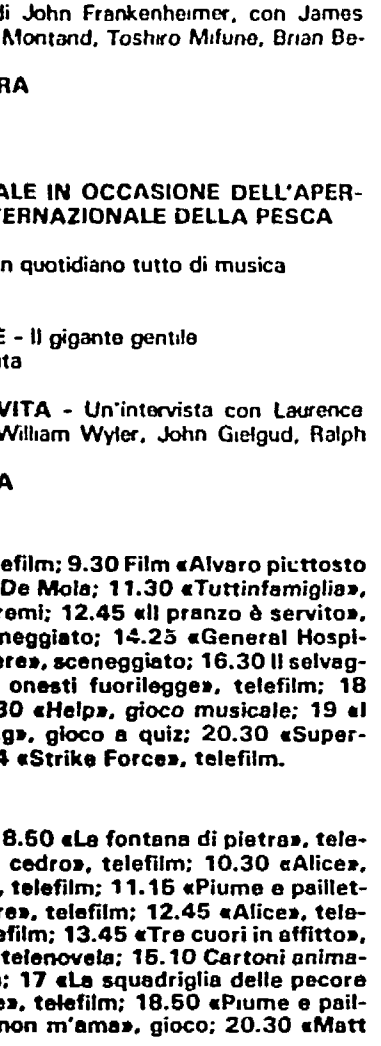 di John Frankenheimer, con James
Montand, Toshiro Mifune, Brian Be-
RA
ALE IN OCCASIONE DELL'APER-
TERNAZIONALE DELLA PESCA
n quotidiano tutto di musica
E - Il gigante gentile
ta
VITA - Un'intervista con Laurence
William Wyler, John Gielgud, Ralph
A
efilm; 9.30 Film «Alvaro piuttosto
De Mola; 11.30 «Tuttinfamiglia»,
remi; 12.45 «Il pranzo è servito»,
neggiato; 14.25 «General Hospi-
ere», sceneggiato; 16.30 Il selvag-
onesti fuorilegge», telefilm; 18
30 «Help», gioco musicale; 19 «I
g», gioco a quiz; 20.30 «Super-
4 «Strike Force», telefilm.
8.50 «La fontana di pietra», tele-
cedro», telefilm; 10.30 «Alice»,
, telefilm; 11.15 «Piume e paillet-
re», telefilm; 12.45 «Alice», tele-
efilm; 13.45 «Tre cuori in affitto»,
telenovela; 15.10 Cartoni anima-
; 17 «La squadriglia delle pecore
e», telefilm; 18.50 «Piume e pail-
non m'ama», gioco; 20.30 «Matt